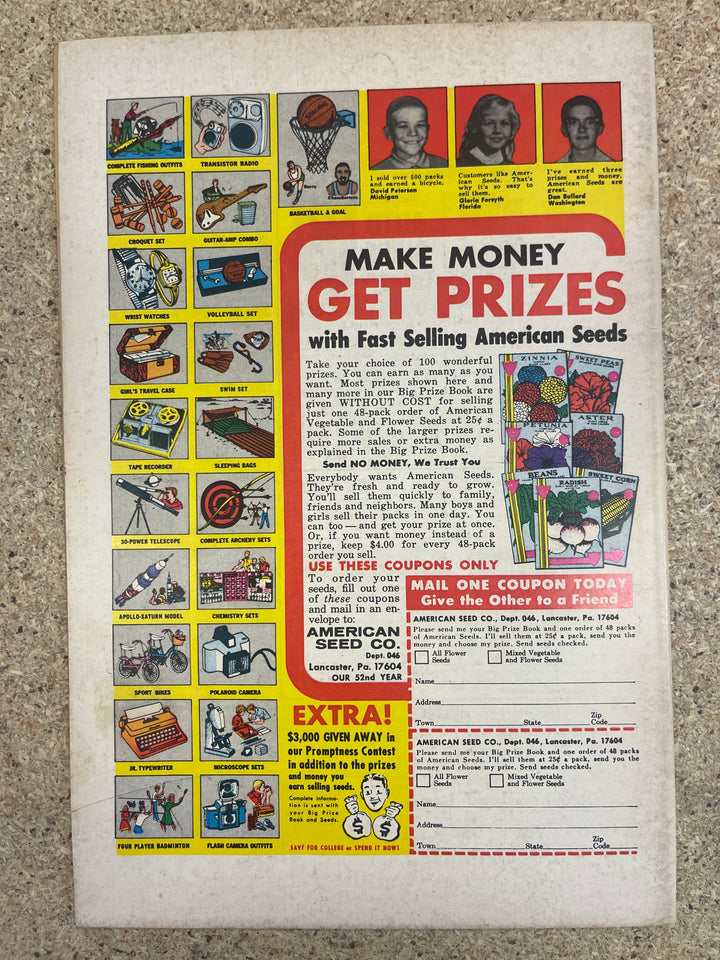 COMPLETE FISHING OUTFITS
TRANSISTOR RADIO
SPALDING
Barry
Chamberlain
BASKETBALL & GOAL
I sold over 500 packs
and earned a bicycle.
David Peterson
Michigan
Customers like Amer-
ican Seeds. That's
why it's so easy to
sell them.
Gloria Forsyth
Florida
I've earned three
prizes and money.
American Seeds are
great.
Dan Bullard
Washington
CROQUET SET
GUITAR-AMP COMBO
WRIST WATCHES
VOLLEYBALL SET
GIRL'S TRAVEL CASE
SWIM SET
TAPE RECORDER
SLEEPING BAGS
30-POWER TELESCOPE
COMPLETE ARCHERY SETS
APOLLO-SATURN MODEL
CHEMISTRY SETS
SPORT BIKES
POLAROID CAMERA
JR. TYPEWRITER
MICROSCOPE SETS
FOUR PLAYER BADMINTON
FLASH CAMERA OUTFITS
MAKE MONEY
GET PRIZES
with Fast Selling American Seeds
Take your choice of 100 wonderful
prizes. You can earn as many as you
want. Most prizes shown here and
many more in our Big Prize Book are
given WITHOUT COST for selling
just one 48-pack order of American
Vegetable and Flower Seeds at 25¢ a
pack. Some of the larger prizes re-
quire more sales or extra money as
explained in the Big Prize Book.
Send NO MONEY, We Trust You
Everybody wants American Seeds.
They're fresh and ready to grow.
You'll sell them quickly to family,
friends and neighbors. Many boys and
girls sell their packs in one day. You
can too — and get your prize at once.
Or, if you want money instead of a
prize, keep $4.00 for every 48-pack
order you sell.
ZINNIA
SWEET PEAS
PETUNIA
ASTER
BEANS
RADISH
SWEET CORN
USE THESE COUPONS ONLY
To order your
seeds, fill out one
of these coupons
and mail in an en-
velope to:
AMERICAN
SEED CO.
Dept. 046
Lancaster, Pa. 17604
OUR 52nd YEAR
EXTRA!
$3,000 GIVEN AWAY in
our Promptness Contest
in addition to the prizes
and money you
earn selling seeds.
Complete informa-
tion is sent with
your Big Prize
Book and Seeds.
$ $
SAVE FOR COLLEGE or SPEND IT NOW!
MAIL ONE COUPON TODAY
Give the Other to a Friend
AMERICAN SEED CO., Dept. 046, Lancaster, Pa. 17604
Please send me your Big Prize Book and one order of 48 packs
of American Seeds. I'll sell them at 25¢ a pack, send you the
money and choose my prize. Send seeds checked.
All Flower Seeds
Mixed Vegetable and Flower Seeds
Name
Address
Town State Zip Code
AMERICAN SEED CO., Dept. 046, Lancaster, Pa. 17604
Please send me your Big Prize Book and one order of 48 packs
of American Seeds. I'll sell them at 25¢ a pack, send you the
money and choose my prize. Send seeds checked.
All Flower Seeds
Mixed Vegetable and Flower Seeds
Name
Address
Town State Zip Code